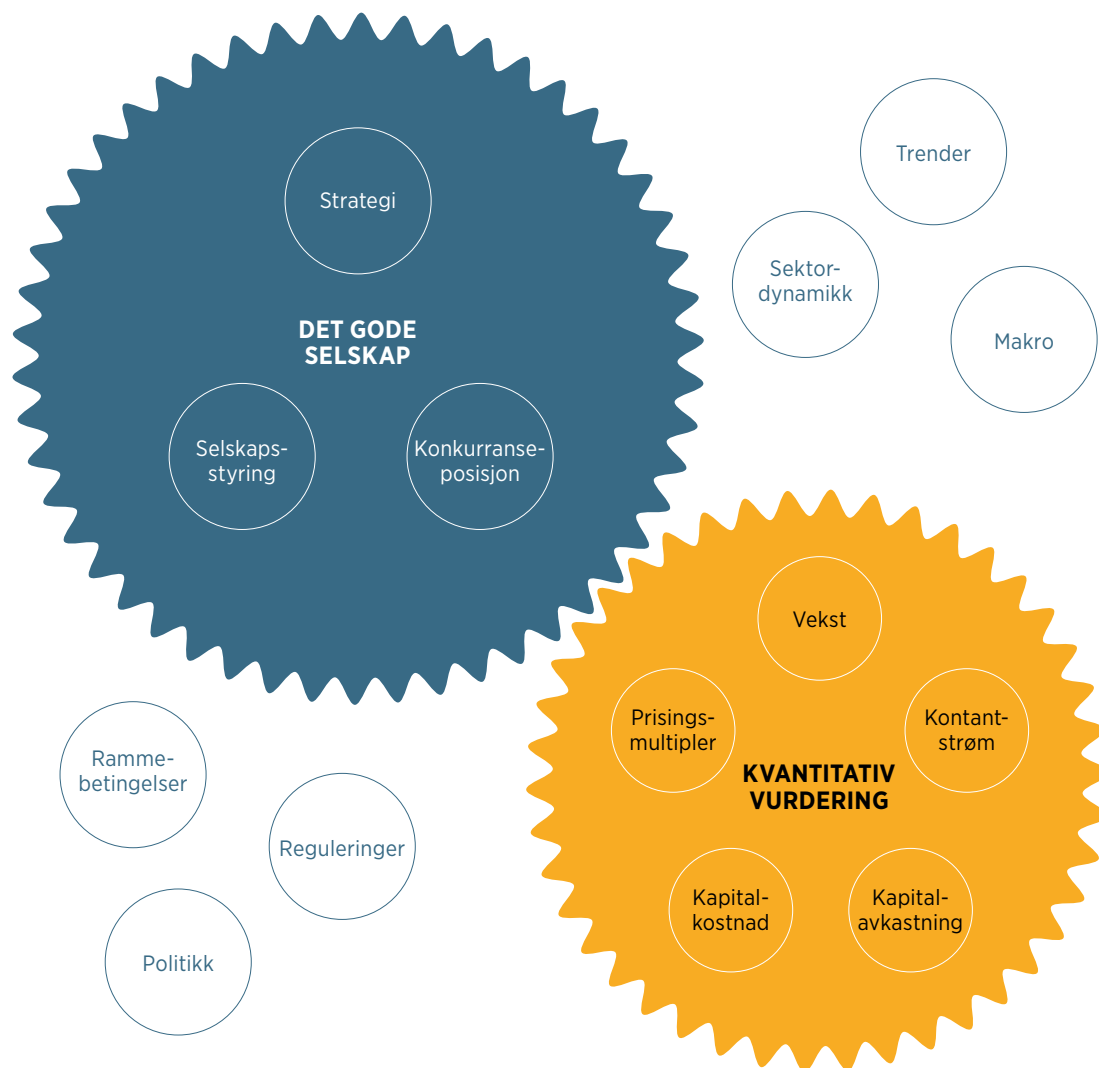 Strategi
DET GODE
SELSKAP
Selskaps-
styring
Konkurranse-
posisjon
Trender
Sektor-
dynamikk
Makro
Vekst
Prisings-
multipler
Kontant-
strøm
KVANTITATIV
VURDERING
Kapital-
kostnad
Kapital-
avkastning
Ramme-
betingelser
Reguleringer
Politikk